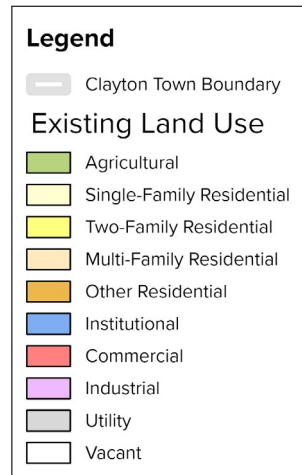 Legend
Clayton Town Boundary
Existing Land Use
Agricultural
Single-Family Residential
Two-Family Residential
Multi-Family Residential
Other Residential
Institutional
Commercial
Industrial
Utility
Vacant